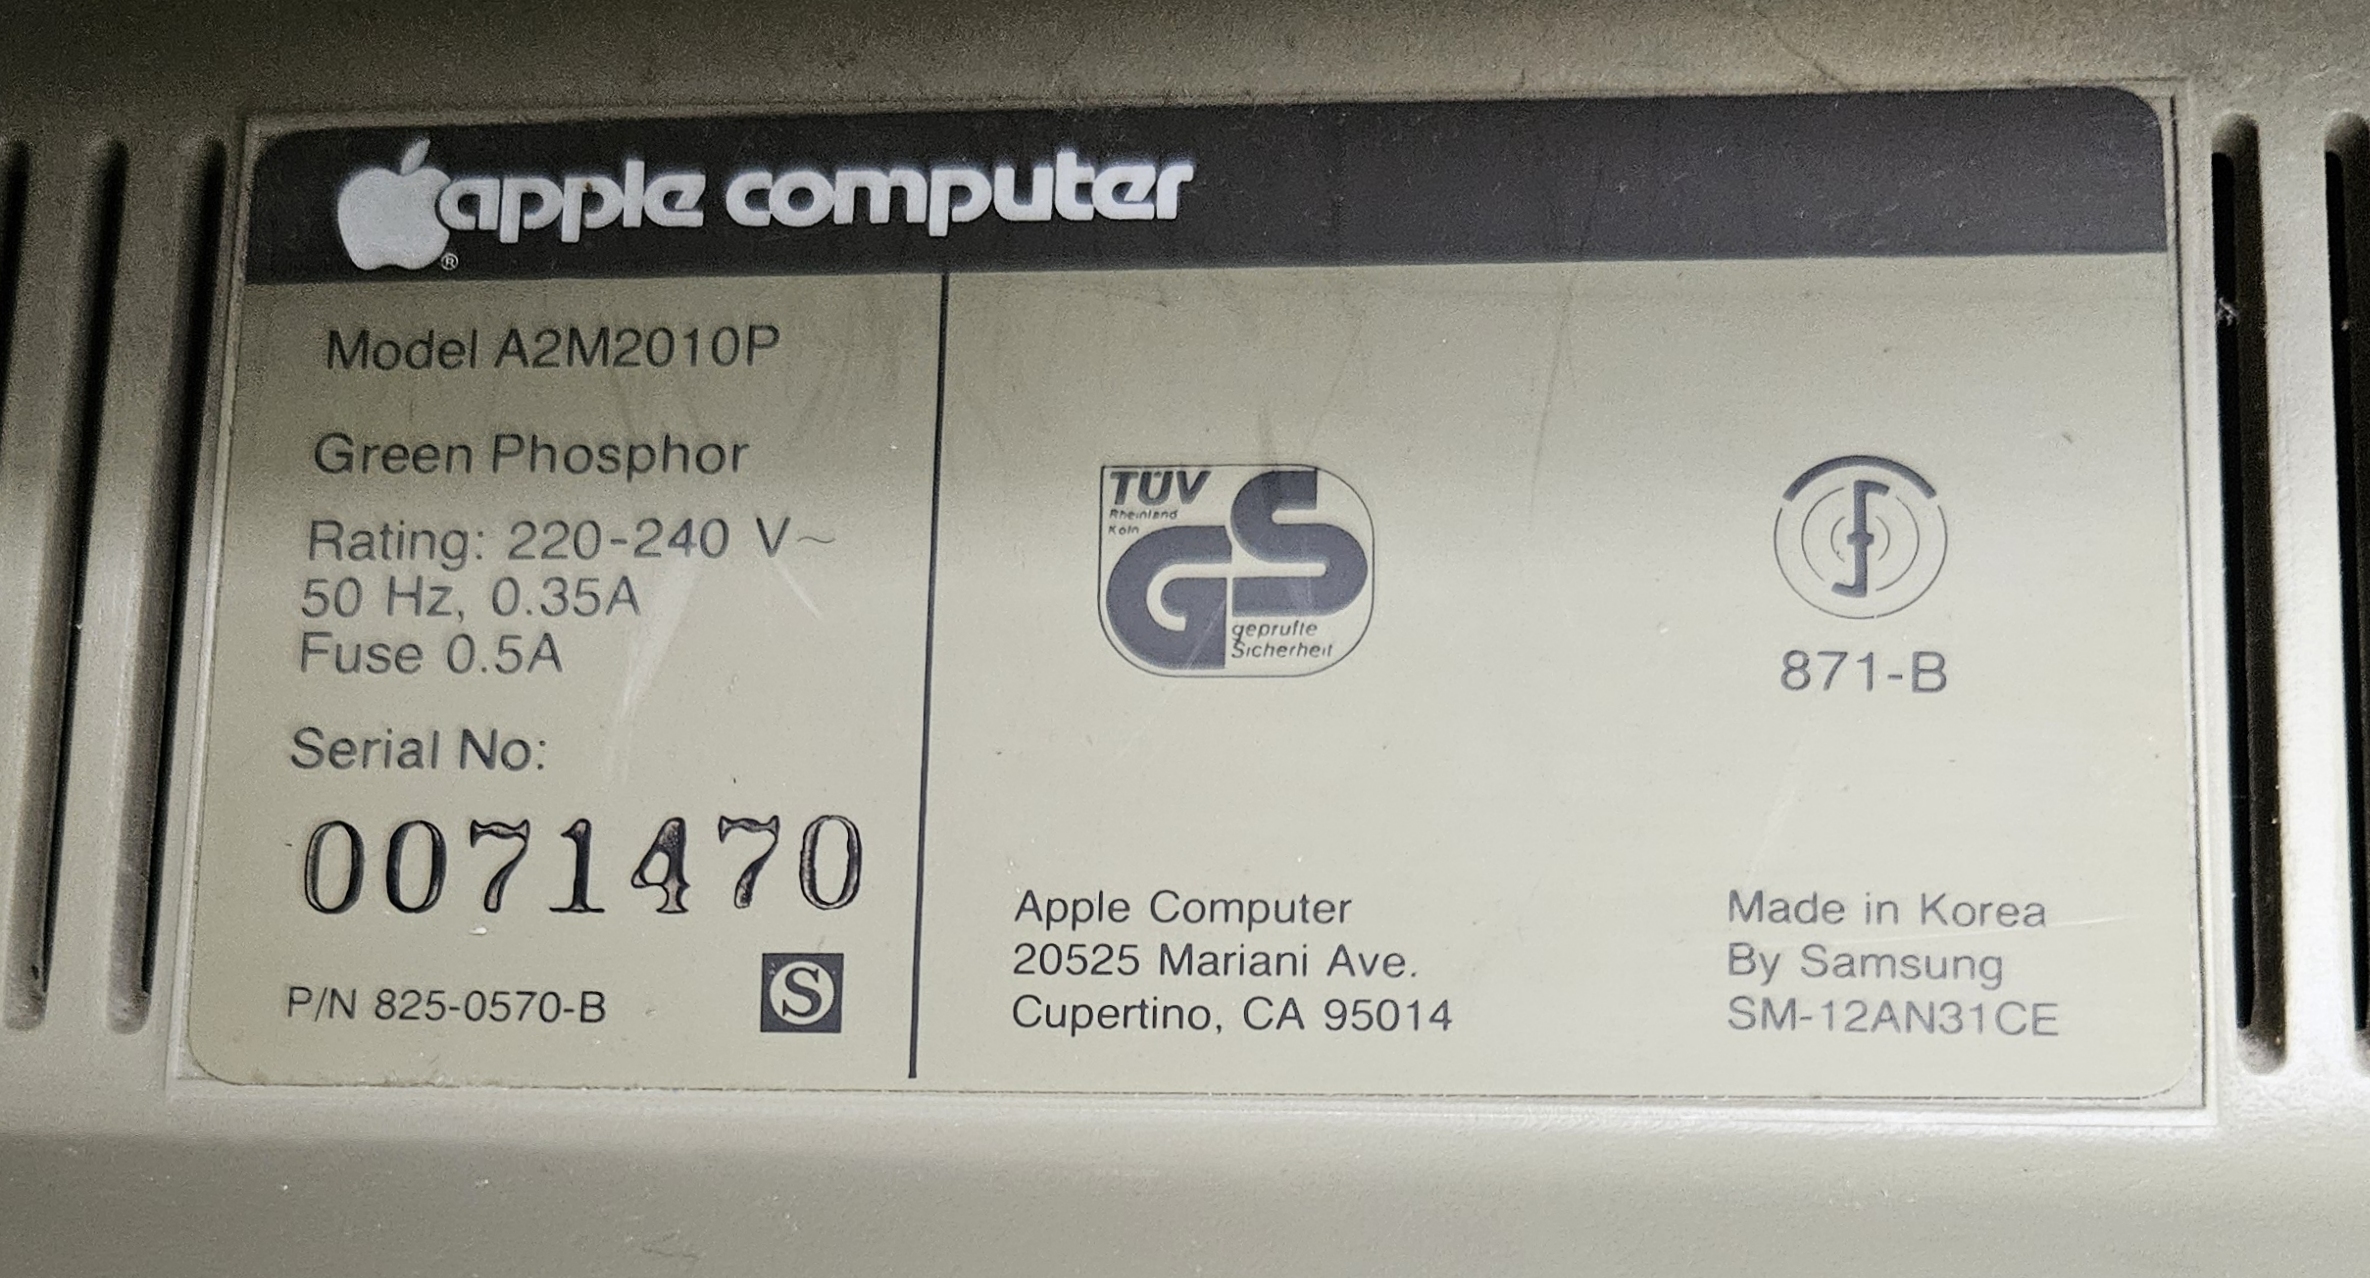 apple computer
®
Model A2M2010P
Green Phosphor
Rating: 220-240 V~
50 Hz, 0.35A
Fuse 0.5A
Serial No:
0071470
P/N 825-0570-B
S
TÜV
Rheinland
Köln
GS
geprüfte
Sicherheit
871-B
Apple Computer
20525 Mariani Ave.
Cupertino, CA 95014
Made in Korea
By Samsung
SM-12AN31CE